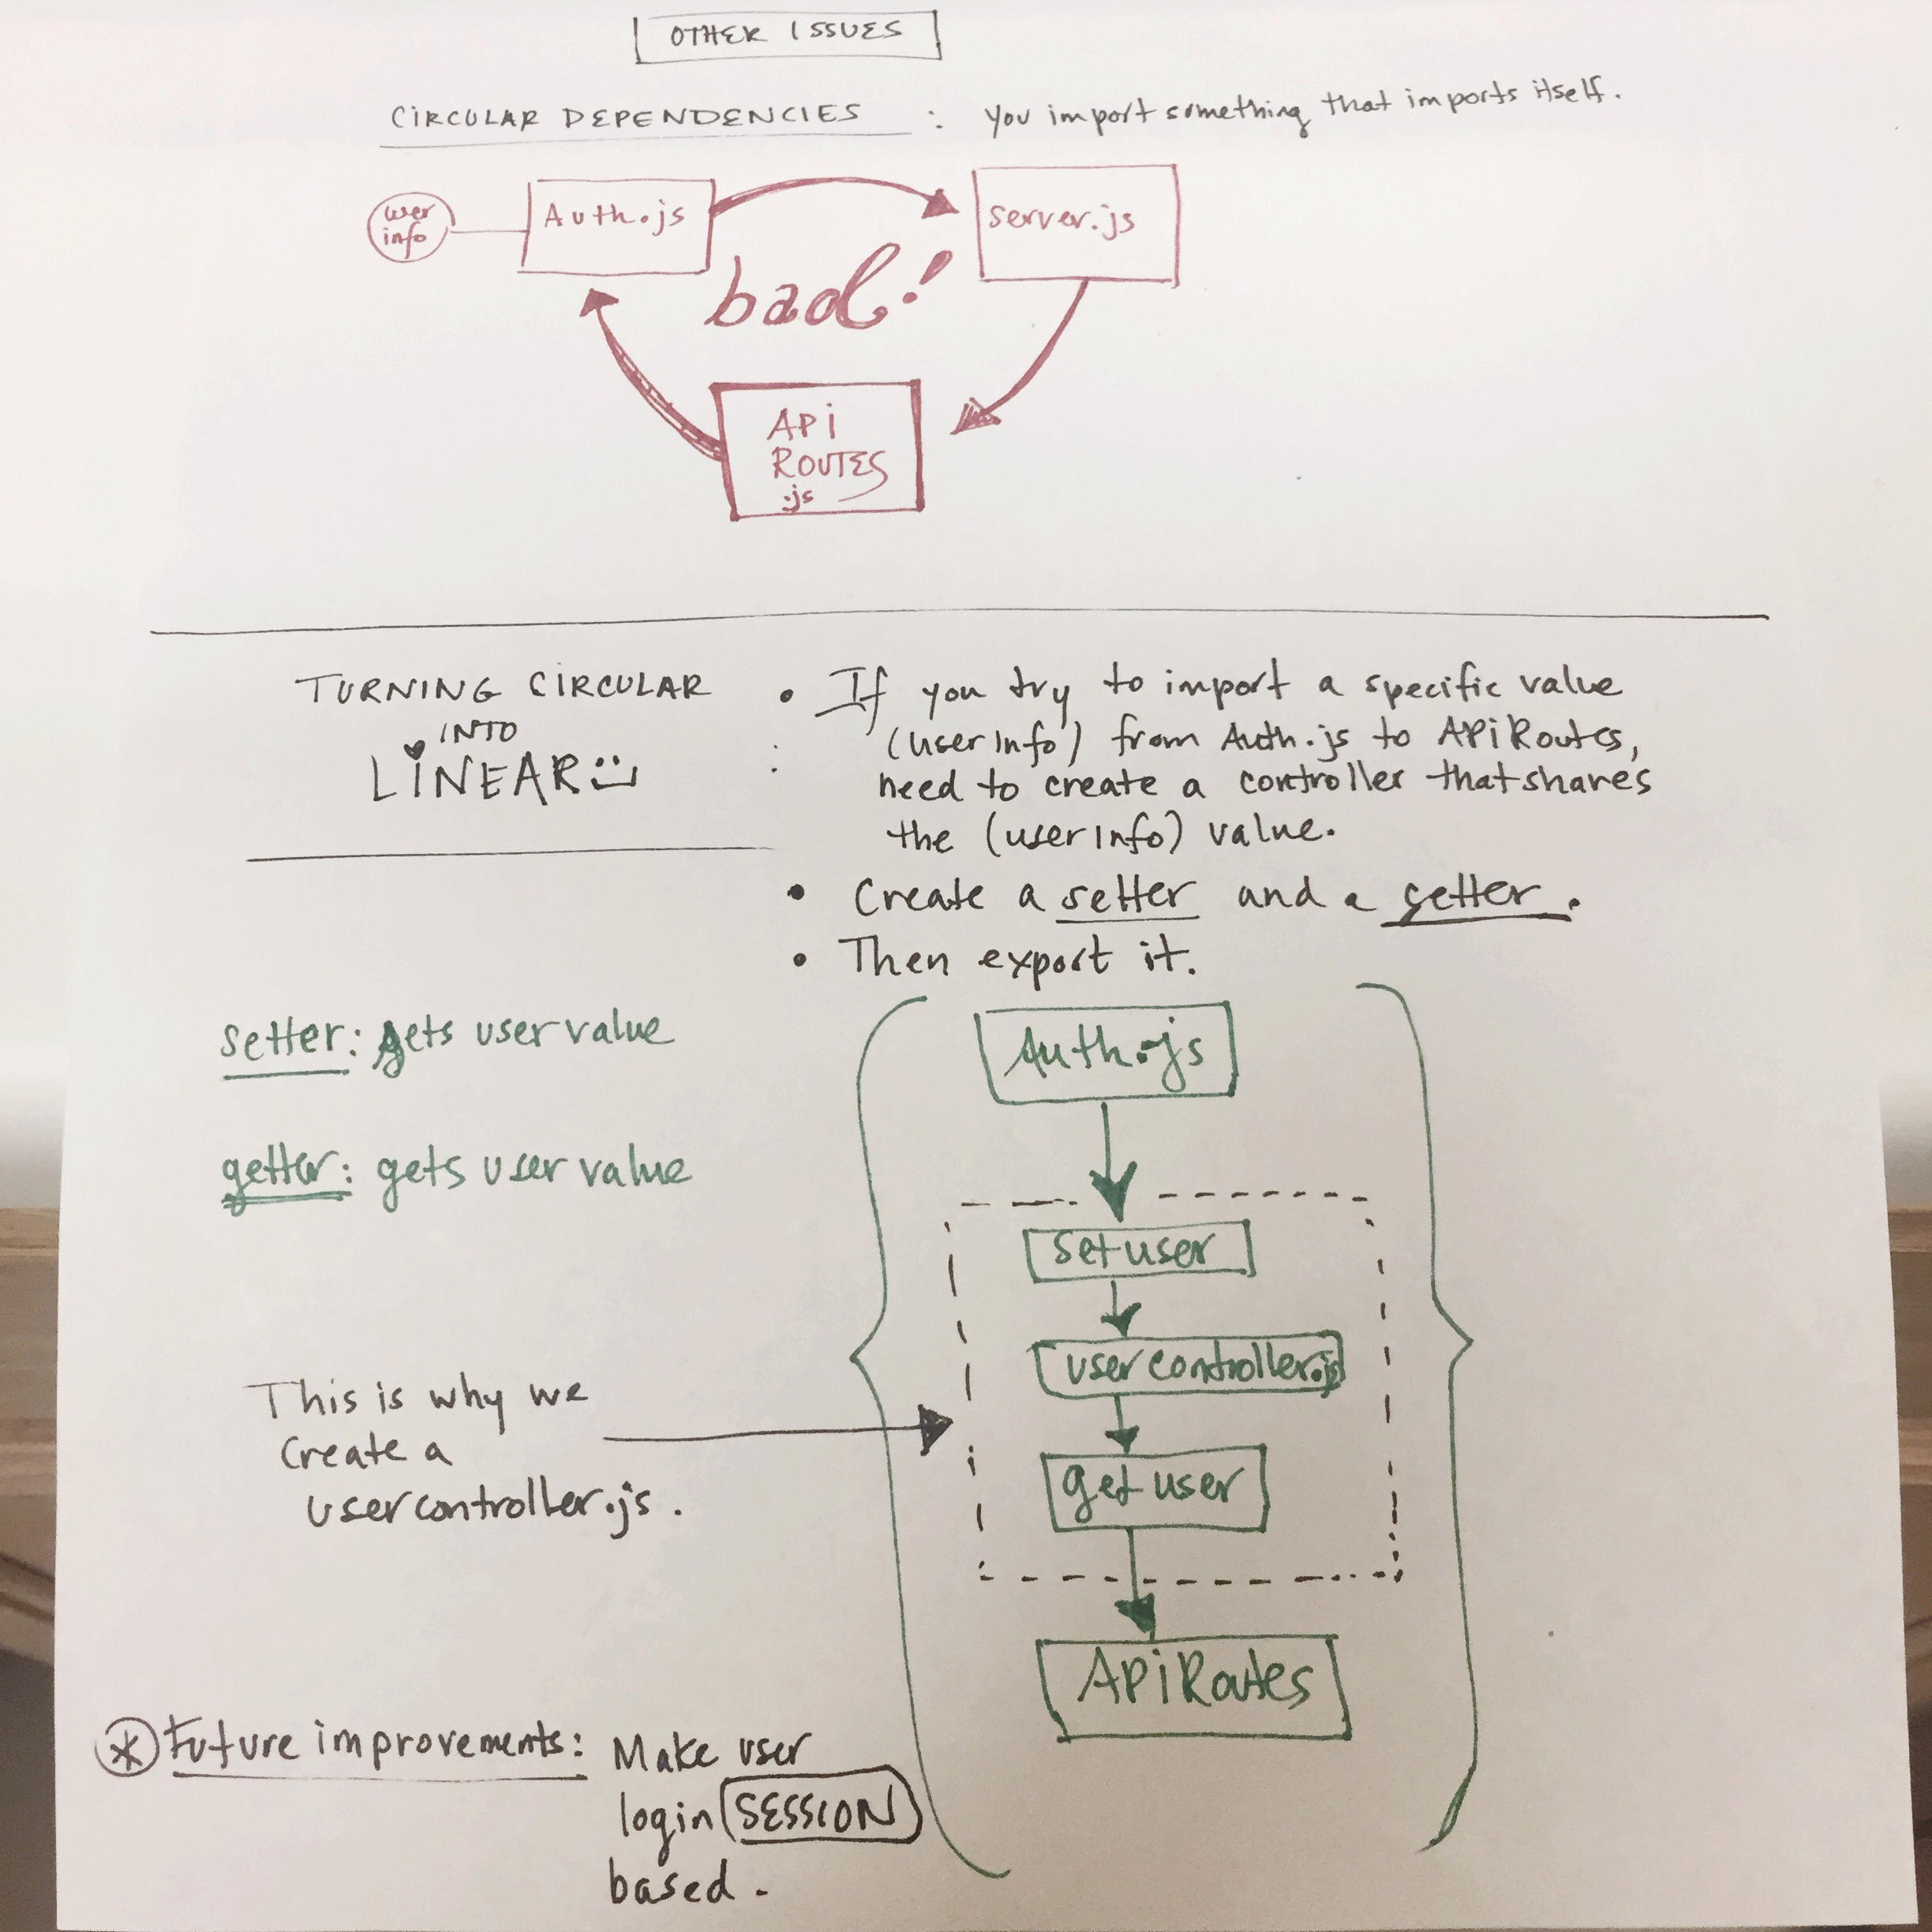 OTHER ISSUES
CIRCULAR DEPENDENCIES : You import something that imports itself.
user
info
Auth.js
server.js
bad!
API
ROUTES
.js
TURNING CIRCULAR
INTO
LINEAR
• If you try to import a specific value
(userinfo) from Auth.js to APiRoutes,
need to create a controller that shares
the (userinfo) value.
• Create a setter and a getter.
• Then export it.
setter: gets user value
getter: gets user value
This is why we
create a
usercontroller.js.
Auth.js
setuser
usercontroller.js
getuser
APiRoutes
* Future improvements: Make user
login SESSION
based.